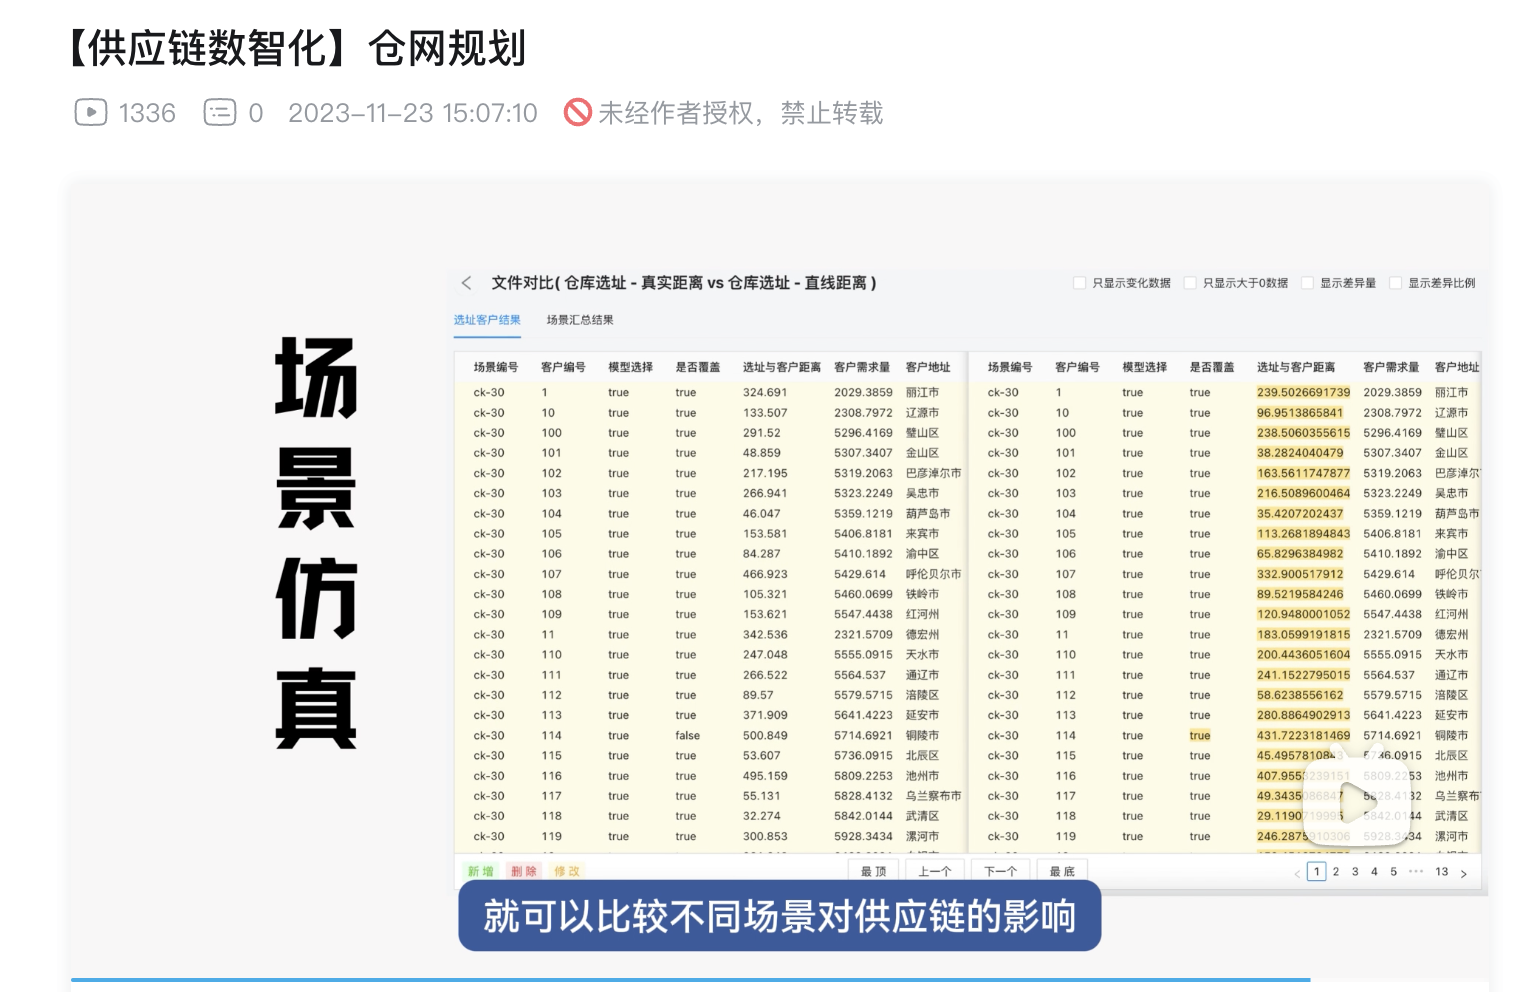 【供应链数智化】仓网规划
1336 0 2023-11-23 15:07:10 未经作者授权，禁止转载
场景仿真
文件对比( 仓库选址 - 真实距离 vs 仓库选址 - 直线距离 ) 只显示变化数据 只显示大于0数据 显示差异量 显示差异比例
选址客户结果 场景汇总结果
场景编号 客户编号 模型选择 是否覆盖 选址与客户距离 客户需求量 客户地址 场景编号 客户编号 模型选择 是否覆盖 选址与客户距离 客户需求量 客户地址
ck-30 1 true true 324.691 2029.3859 丽江市 ck-30 1 true true 239.5026691739 2029.3859 丽江市
ck-30 10 true true 133.507 2308.7972 辽源市 ck-30 10 true true 96.9513865841 2308.7972 辽源市
ck-30 100 true true 291.52 5296.4169 璧山区 ck-30 100 true true 238.5060355615 5296.4169 璧山区
ck-30 101 true true 48.859 5307.3407 金山区 ck-30 101 true true 38.2824040479 5307.3407 金山区
ck-30 102 true true 217.195 5319.2063 巴彦淖尔市 ck-30 102 true true 163.5611747877 5319.2063 巴彦淖尔
ck-30 103 true true 266.941 5323.2249 吴忠市 ck-30 103 true true 216.5089600464 5323.2249 吴忠市
ck-30 104 true true 46.047 5359.1219 葫芦岛市 ck-30 104 true true 35.4207202437 5359.1219 葫芦岛市
ck-30 105 true true 153.581 5406.8181 来宾市 ck-30 105 true true 113.2681894843 5406.8181 来宾市
ck-30 106 true true 84.287 5410.1892 渝中区 ck-30 106 true true 65.8296384982 5410.1892 渝中区
ck-30 107 true true 466.923 5429.614 呼伦贝尔市 ck-30 107 true true 332.900517912 5429.614 呼伦贝尔
ck-30 108 true true 105.321 5460.0699 铁岭市 ck-30 108 true true 89.5219584246 5460.0699 铁岭市
ck-30 109 true true 153.621 5547.4438 红河州 ck-30 109 true true 120.9480001052 5547.4438 红河州
ck-30 11 true true 342.536 2321.5709 德宏州 ck-30 11 true true 183.0599191815 2321.5709 德宏州
ck-30 110 true true 247.048 5555.0915 天水市 ck-30 110 true true 200.4436051604 5555.0915 天水市
ck-30 111 true true 266.522 5564.537 通辽市 ck-30 111 true true 241.1522795015 5564.537 通辽市
ck-30 112 true true 89.57 5579.5715 涪陵区 ck-30 112 true true 58.6238556162 5579.5715 涪陵区
ck-30 113 true true 371.909 5641.4223 延安市 ck-30 113 true true 280.8864902913 5641.4223 延安市
ck-30 114 true false 500.849 5714.6921 铜陵市 ck-30 114 true true 431.7223181469 5714.6921 铜陵市
ck-30 115 true true 53.607 5736.0915 北辰区 ck-30 115 true true 5736.0915 北辰区
ck-30 116 true true 495.159 5809.2253 池州市 ck-30 116 true true 407.9553239151 5809.2253 池州市
ck-30 117 true true 55.131 5828.4132 乌兰察布市 ck-30 117 true true 5828.4132 乌兰察布
ck-30 118 true true 32.274 5842.0144 武清区 ck-30 118 true true 5842.0144 武清区
ck-30 119 true true 300.853 5928.3434 漯河市 ck-30 119 true true 246.2875910306 5928.3434 漯河市
新增 删除 修改 最顶 上一个 下一个 最底 < 1 2 3 4 5 ··· 13 >
就可以比较不同场景对供应链的影响